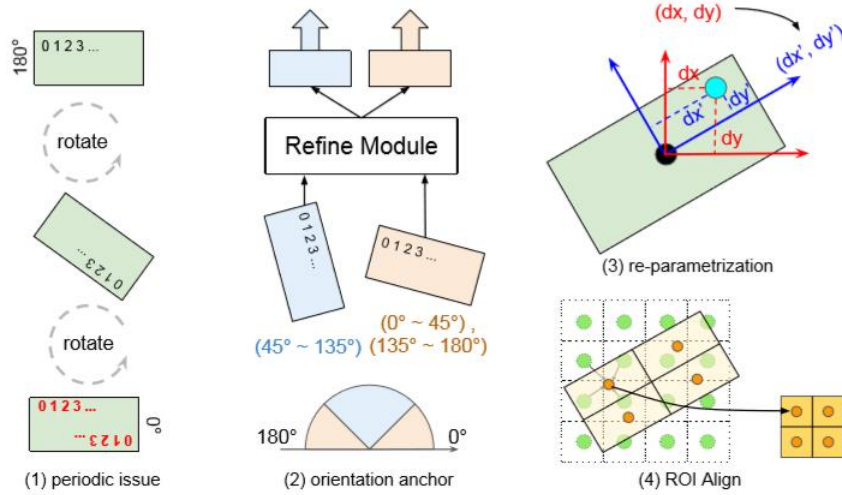 180°
0 1 2 3 ...
rotate
0 1 2 3 ...
rotate
0 1 2 3 ...
0 1 2 3 ...
0°
(1) periodic issue
Refine Module
0 1 2 3 ...
0 1 2 3 ...
(45° ~ 135°)
(0° ~ 45°) ,
(135° ~ 180°)
180°
0°
(2) orientation anchor
(dx, dy)
(dx', dy')
dx
dx'
dy'
dy
(3) re-parametrization
(4) ROI Align